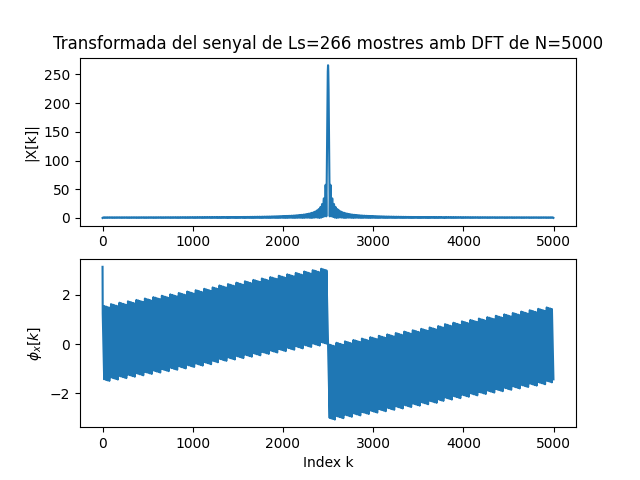 Transformada del senyal de Ls=266 mostres amb DFT de N=5000
|X[k]|
250
200
150
100
50
0
0 1000 2000 3000 4000 5000
ϕx[k]
2
0
−2
0 1000 2000 3000 4000 5000
Index k